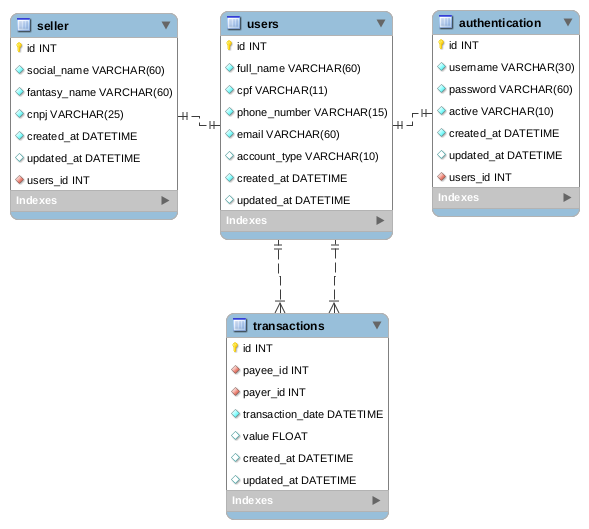 seller
id INT
social_name VARCHAR(60)
fantasy_name VARCHAR(60)
cnpj VARCHAR(25)
created_at DATETIME
updated_at DATETIME
users_id INT
Indexes
users
id INT
full_name VARCHAR(60)
cpf VARCHAR(11)
phone_number VARCHAR(15)
email VARCHAR(60)
account_type VARCHAR(10)
created_at DATETIME
updated_at DATETIME
Indexes
authentication
id INT
username VARCHAR(30)
password VARCHAR(60)
active VARCHAR(10)
created_at DATETIME
updated_at DATETIME
users_id INT
Indexes
transactions
id INT
payee_id INT
payer_id INT
transaction_date DATETIME
value FLOAT
created_at DATETIME
updated_at DATETIME
Indexes